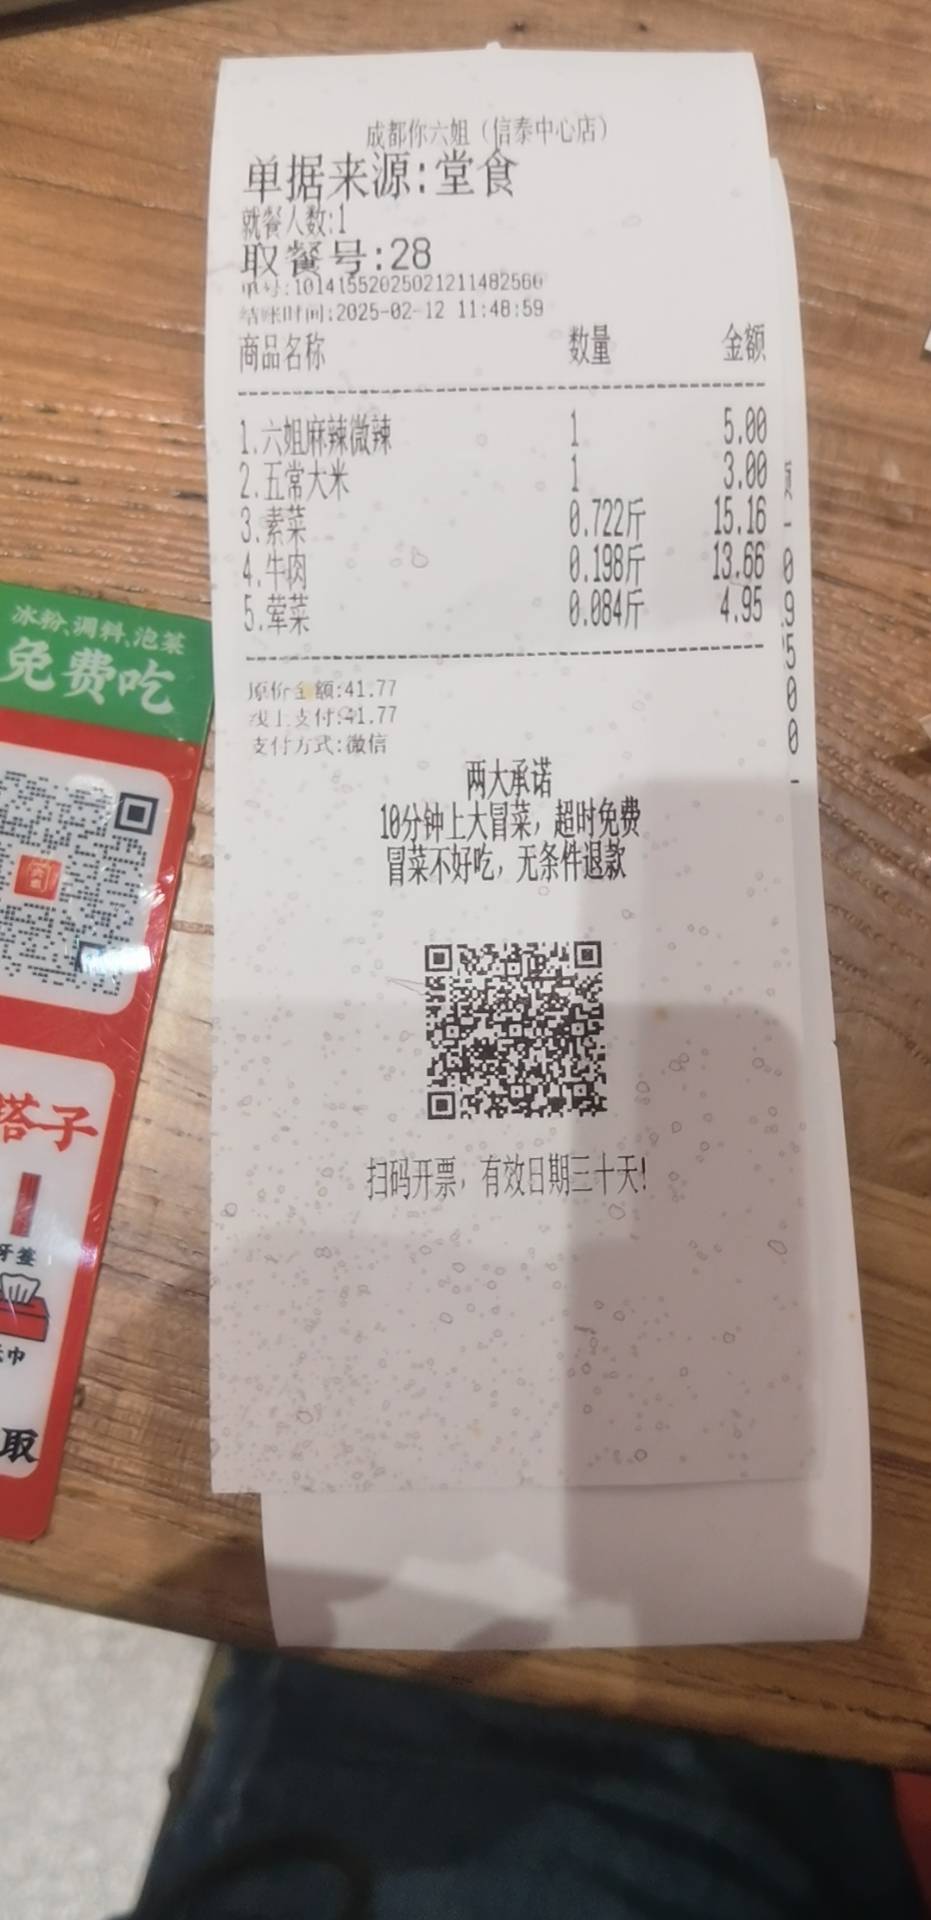 成都你六姐（信泰中心店）
单据来源:堂食
就餐人数:1
取餐号:28
单号:10141552025021211482560
结账时间:2025-02-12 11:48:59
商品名称 数量 金额
1.六姐麻辣微辣 1 5.00
2.五常大米 1 3.00
3.素菜 0.722斤 15.16
4.牛肉 0.198斤 13.66
5.荤菜 0.084斤 4.95
原价金额:41.77
线上支付:41.77
支付方式:微信
两大承诺
10分钟上大冒菜，超时免费
冒菜不好吃，无条件退款
扫码开票，有效日期三十天!
冰粉、调料、泡菜
免费吃
搭子
牙签
巾
取
0
9
5
0
0